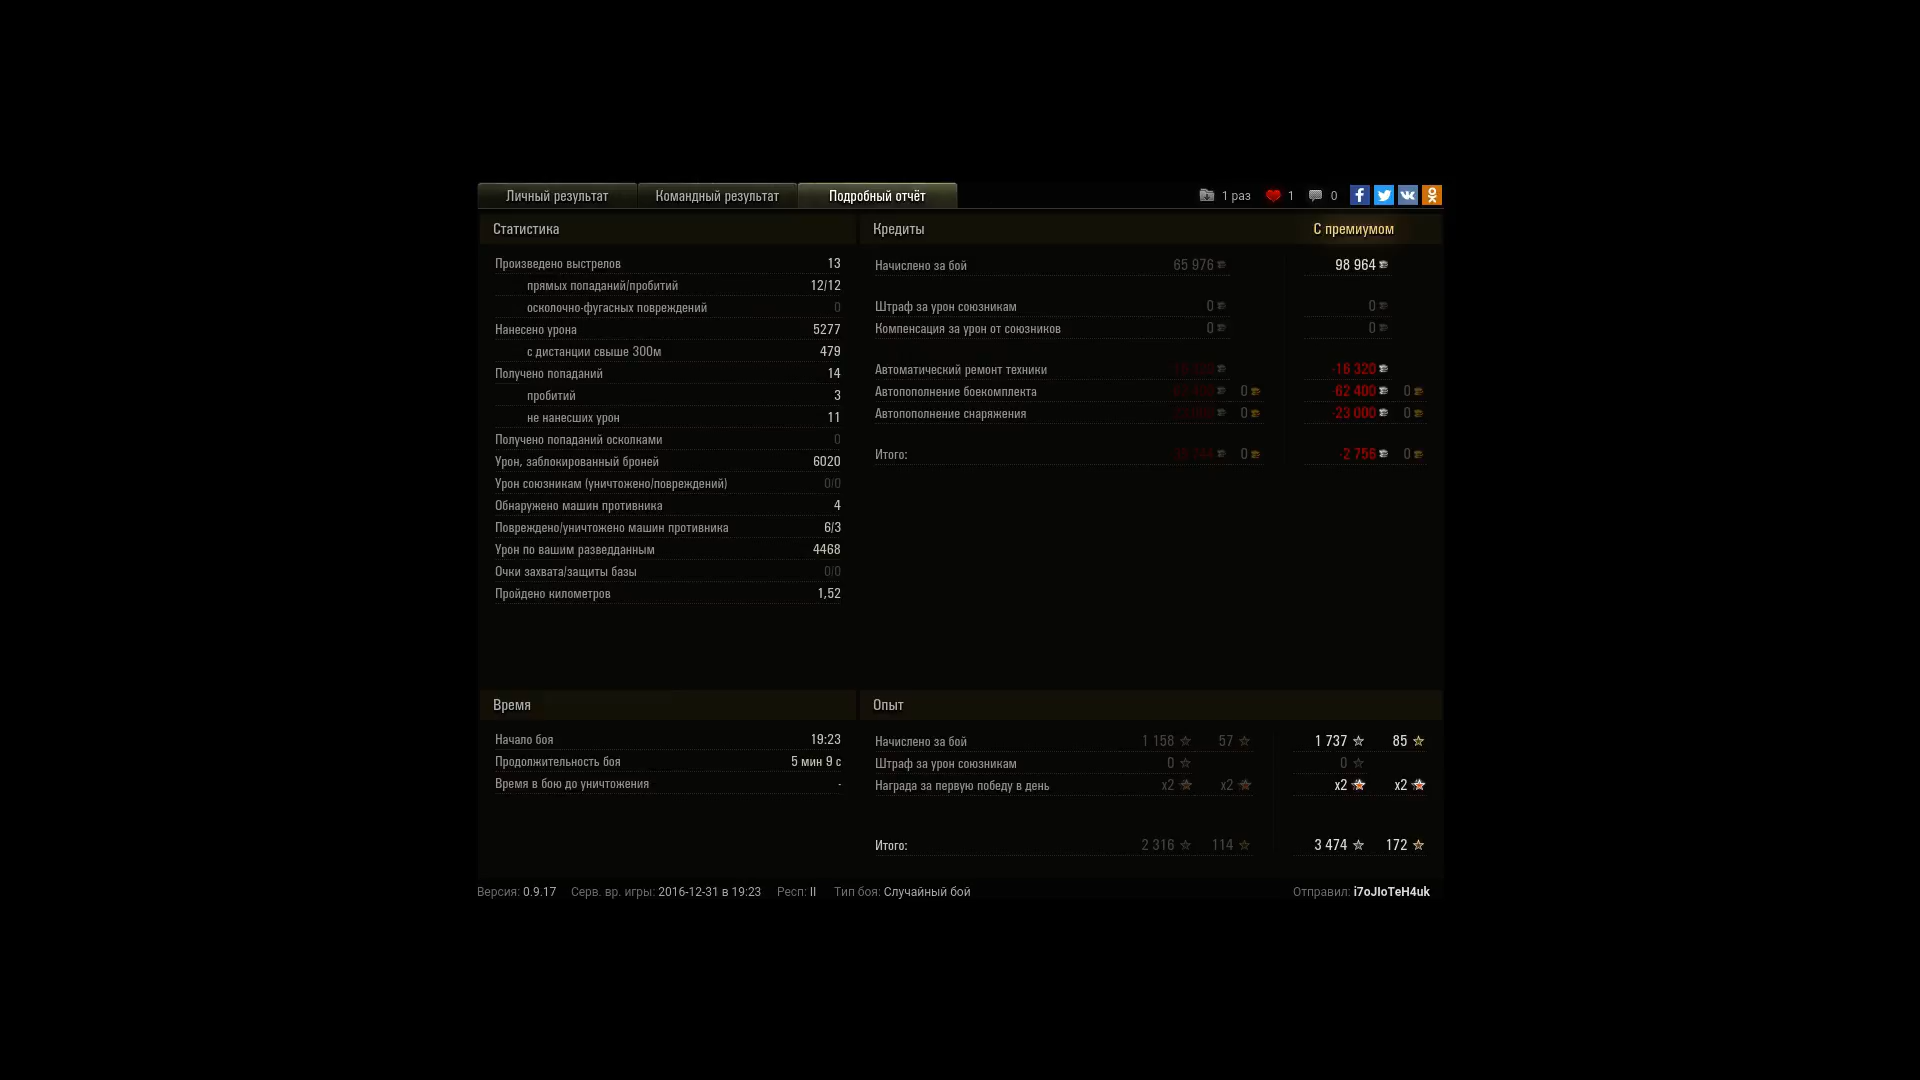 Личный результат Командный результат Подробный отчёт 1 раз 1 0
Статистика
Произведено выстрелов 13
прямых попаданий/пробитий 12/12
осколочно-фугасных повреждений 0
Нанесено урона 5277
с дистанции свыше 300м 479
Получено попаданий 14
пробитий 3
не нанесших урон 11
Получено попаданий осколками 0
Урон, заблокированный броней 6020
Урон союзникам (уничтожено/повреждений) 0/0
Обнаружено машин противника 4
Повреждено/уничтожено машин противника 6/3
Урон по вашим разведданным 4468
Очки захвата/защиты базы 0/0
Пройдено километров 1,52
Кредиты С премиумом
Начислено за бой 65 976 98 964
Штраф за урон союзникам 0 0
Компенсация за урон от союзников 0 0
Автоматический ремонт техники -16 320
Автопополнение боекомплекта 0 -62 400 0
Автопополнение снаряжения 0 -23 000 0
Итого: 0 -2 756 0
Время
Начало боя 19:23
Продолжительность боя 5 мин 9 с
Время в бою до уничтожения -
Опыт
Начислено за бой 1 158 57 1 737 85
Штраф за урон союзникам 0 0
Награда за первую победу в день x2 x2 x2 x2
Итого: 2 316 114 3 474 172
Версия: 0.9.17 Серв. вр. игры: 2016-12-31 в 19:23 Респ: II Тип боя: Случайный бой Отправил: i7oJIoTeH4uk